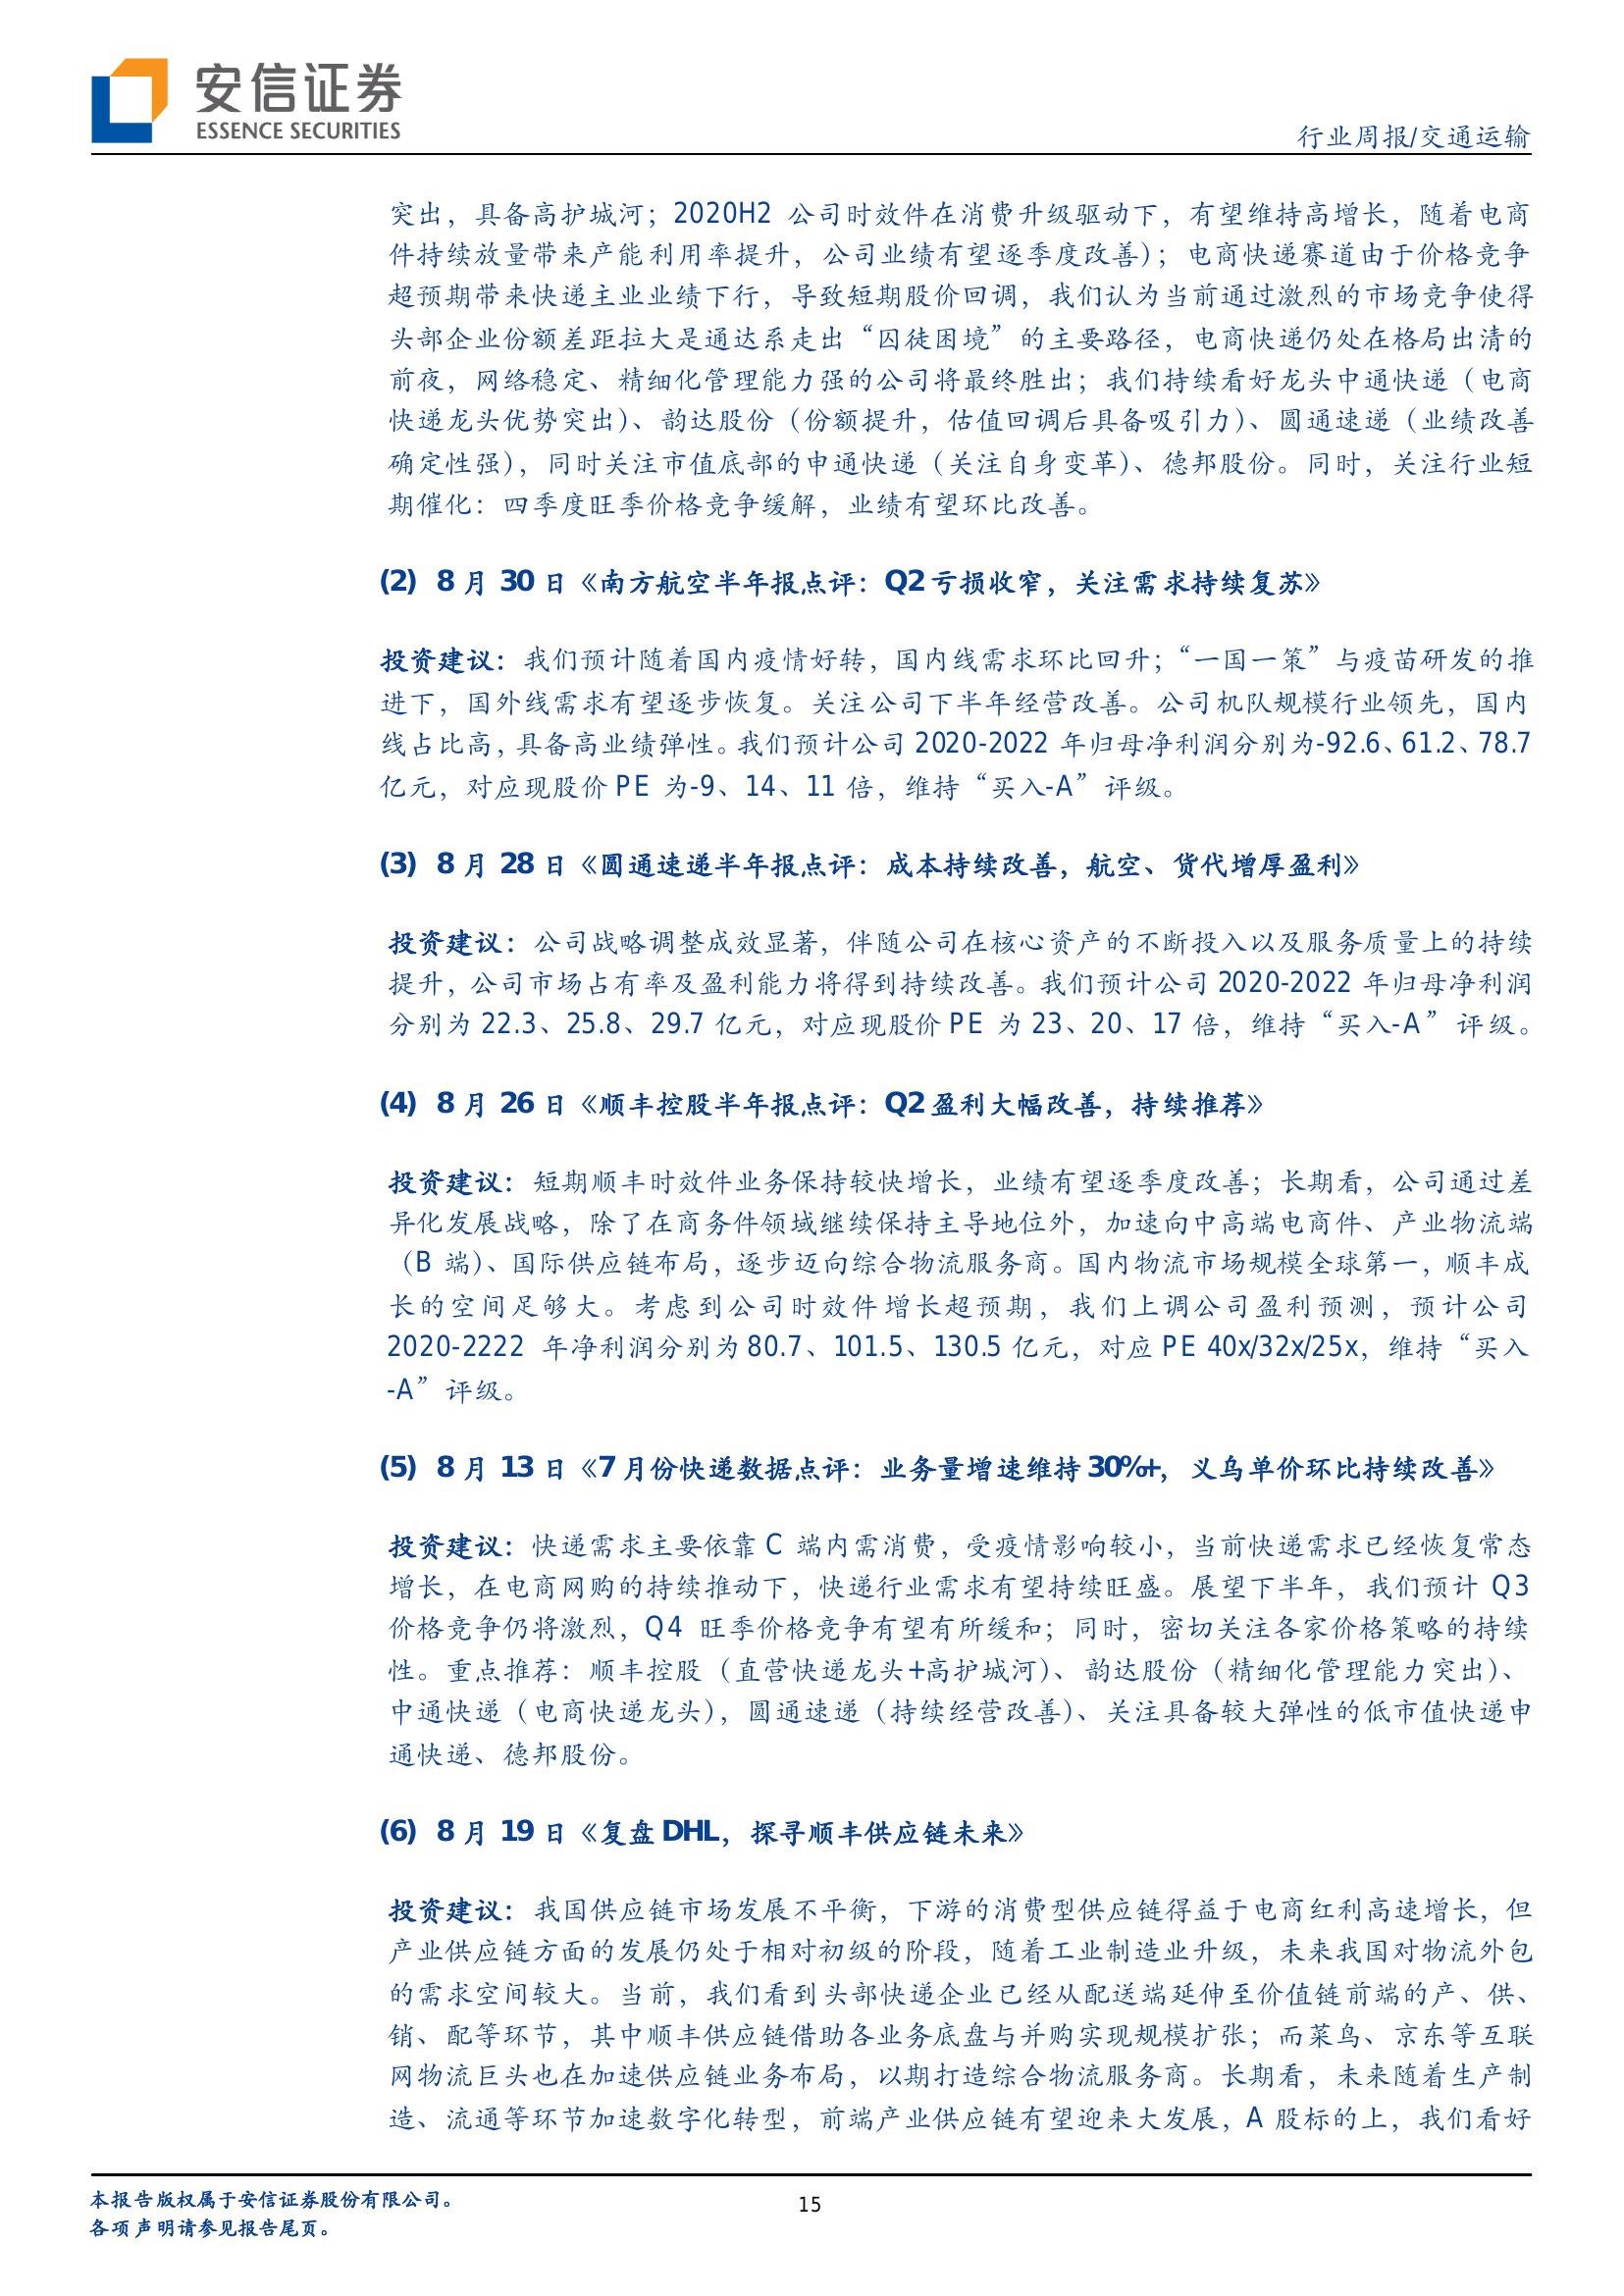 安信证券
ESSENCE SECURITIES
行业周报/交通运输
突出，具备高护城河；2020H2 公司时效件在消费升级驱动下，有望维持高增长，随着电商
件持续放量带来产能利用率提升，公司业绩有望逐季度改善)；电商快递赛道由于价格竞争
超预期带来快递主业业绩下行，导致短期股价回调，我们认为当前通过激烈的市场竞争使得
头部企业份额差距拉大是通达系走出“囚徒困境”的主要路径，电商快递仍处在格局出清的
前夜，网络稳定、精细化管理能力强的公司将最终胜出；我们持续看好龙头中通快递（电商
快递龙头优势突出)、韵达股份（份额提升，估值回调后具备吸引力)、圆通速递（业绩改善
确定性强)，同时关注市值底部的申通快递（关注自身变革)、德邦股份。同时，关注行业短
期催化：四季度旺季价格竞争缓解，业绩有望环比改善。
(2) 8 月 30 日《南方航空半年报点评：Q2 亏损收窄，关注需求持续复苏》
投资建议：我们预计随着国内疫情好转，国内线需求环比回升；“一国一策”与疫苗研发的推
进下，国外线需求有望逐步恢复。关注公司下半年经营改善。公司机队规模行业领先，国内
线占比高，具备高业绩弹性。我们预计公司 2020-2022 年归母净利润分别为-92.6、61.2、78.7
亿元，对应现股价 PE 为-9、14、11 倍，维持“买入-A”评级。
(3) 8 月 28 日《圆通速递半年报点评：成本持续改善，航空、货代增厚盈利》
投资建议：公司战略调整成效显著，伴随公司在核心资产的不断投入以及服务质量上的持续
提升，公司市场占有率及盈利能力将得到持续改善。我们预计公司 2020-2022 年归母净利润
分别为 22.3、25.8、29.7 亿元，对应现股价 PE 为 23、20、17 倍，维持“买入-A”评级。
(4) 8 月 26 日《顺丰控股半年报点评：Q2 盈利大幅改善，持续推荐》
投资建议：短期顺丰时效件业务保持较快增长，业绩有望逐季度改善；长期看，公司通过差
异化发展战略，除了在商务件领域继续保持主导地位外，加速向中高端电商件、产业物流端
（B 端)、国际供应链布局，逐步迈向综合物流服务商。国内物流市场规模全球第一，顺丰成
长的空间足够大。考虑到公司时效件增长超预期，我们上调公司盈利预测，预计公司
2020-2222 年净利润分别为 80.7、101.5、130.5 亿元，对应 PE 40x/32x/25x，维持“买入
-A”评级。
(5) 8 月 13 日《7 月份快递数据点评：业务量增速维持 30%+，义乌单价环比持续改善》
投资建议：快递需求主要依靠 C 端内需消费，受疫情影响较小，当前快递需求已经恢复常态
增长，在电商网购的持续推动下，快递行业需求有望持续旺盛。展望下半年，我们预计 Q3
价格竞争仍将激烈，Q4 旺季价格竞争有望有所缓和；同时，密切关注各家价格策略的持续
性。重点推荐：顺丰控股（直营快递龙头+高护城河)、韵达股份（精细化管理能力突出)、
中通快递（电商快递龙头)，圆通速递（持续经营改善)、关注具备较大弹性的低市值快递申
通快递、德邦股份。
(6) 8 月 19 日《复盘 DHL，探寻顺丰供应链未来》
投资建议：我国供应链市场发展不平衡，下游的消费型供应链得益于电商红利高速增长，但
产业供应链方面的发展仍处于相对初级的阶段，随着工业制造业升级，未来我国对物流外包
的需求空间较大。当前，我们看到头部快递企业已经从配送端延伸至价值链前端的产、供、
销、配等环节，其中顺丰供应链借助各业务底盘与并购实现规模扩张；而菜鸟、京东等互联
网物流巨头也在加速供应链业务布局，以期打造综合物流服务商。长期看，未来随着生产制
造、流通等环节加速数字化转型，前端产业供应链有望迎来大发展，A 股标的上，我们看好
本报告版权属于安信证券股份有限公司。
各项声明请参见报告尾页。
15